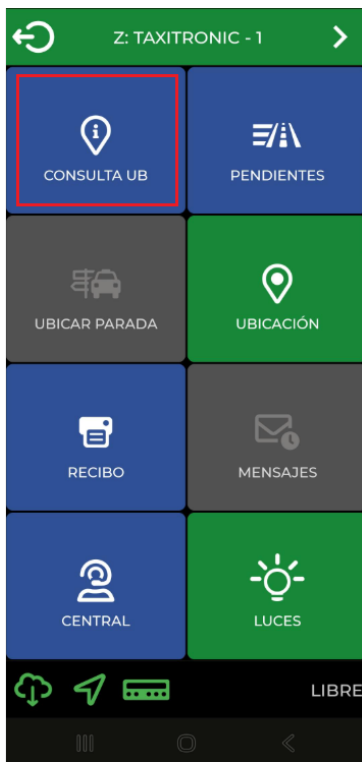 Z: TAXITRONIC - 1
CONSULTA UB
PENDIENTES
UBICAR PARADA
UBICACIÓN
RECIBO
MENSAJES
CENTRAL
LUCES
LIBRE